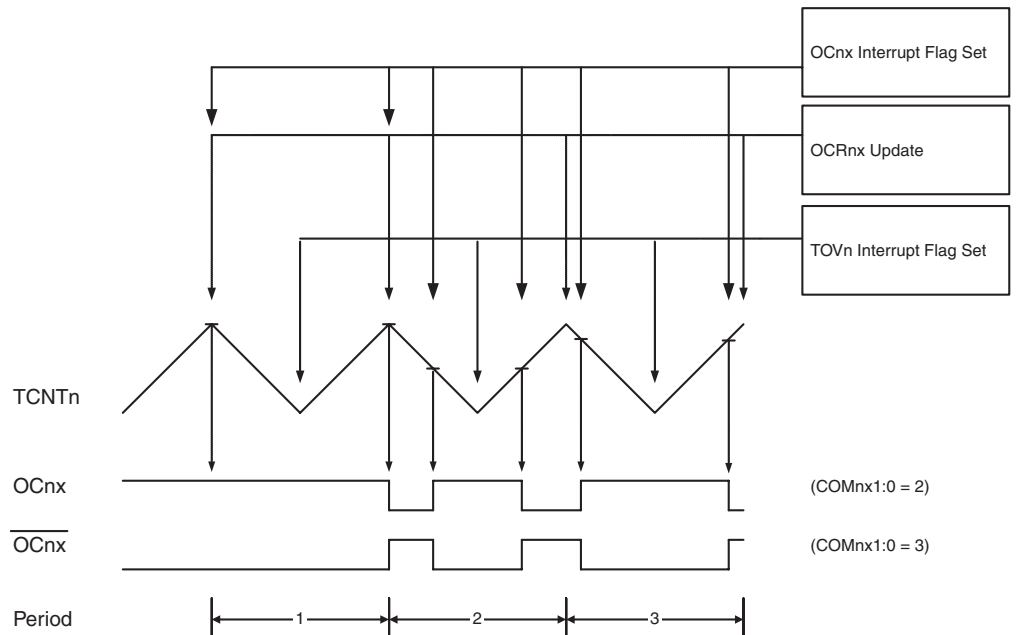 OCnx Interrupt Flag Set
OCRnx Update
TOVn Interrupt Flag Set
TCNTn
OCnx
(COMnx1:0 = 2)
OCnx
(COMnx1:0 = 3)
Period
1
2
3